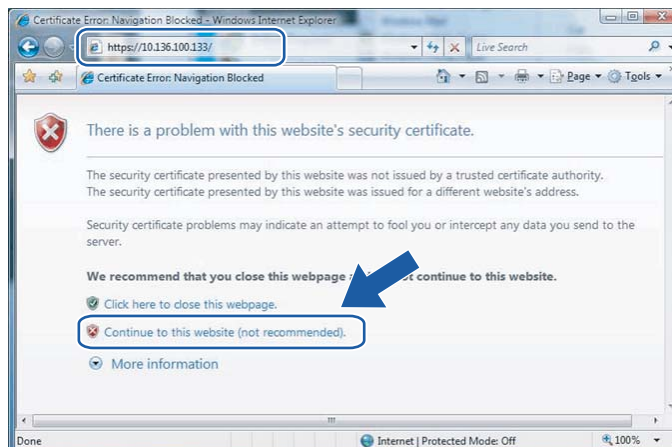 Certificate Error: Navigation Blocked - Windows Internet Explorer
https://10.136.100.133/
Live Search
Certificate Error: Navigation Blocked
Page
Tools
There is a problem with this website's security certificate.
The security certificate presented by this website was not issued by a trusted certificate authority.
The security certificate presented by this website was issued for a different website's address.
Security certificate problems may indicate an attempt to fool you or intercept any data you send to the
server.
We recommend that you close this webpage continue to this website.
Click here to close this webpage.
Continue to this website (not recommended).
More information
Done
Internet | Protected Mode: Off
100%